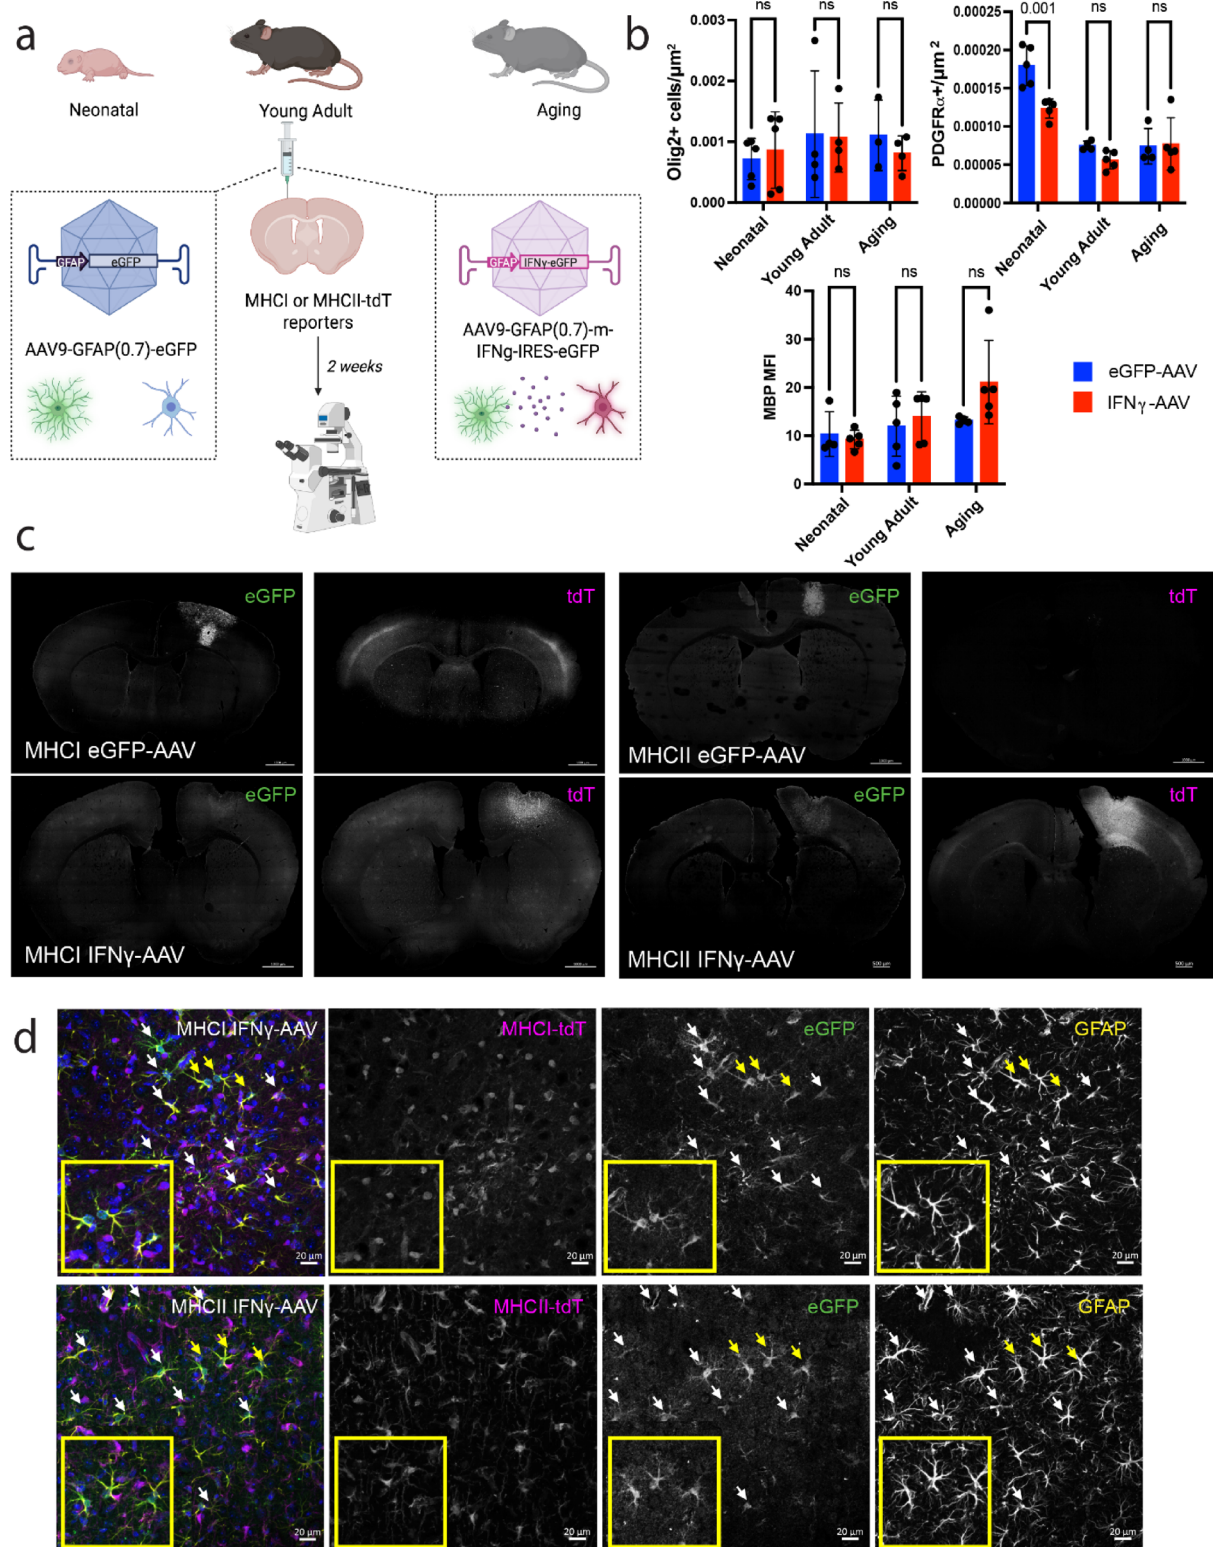 a
Neonatal
Young Adult
Aging
GFAP
eGFP
AAV9-GFAP(0.7)-eGFP
MHCI or MHCII-tdT
reporters
2 weeks
GFAP
IFNγ-eGFP
AAV9-GFAP(0.7)-m-
IFNg-IRES-eGFP
b
Olig2+ cells/µm²
0.003
0.002
0.001
0.000
ns
ns
ns
Neonatal
Young Adult
Aging
PDGFRα+/µm²
0.00025
0.00020
0.00015
0.00010
0.00005
0.00000
0.001
ns
ns
Neonatal
Young Adult
Aging
MBP MFI
40
30
20
10
0
ns
ns
ns
Neonatal
Young Adult
Aging
eGFP-AAV
IFNγ-AAV
c
eGFP
MHCI eGFP-AAV
tdT
eGFP
MHCII eGFP-AAV
tdT
eGFP
MHCI IFNγ-AAV
tdT
eGFP
MHCII IFNγ-AAV
500 µm
tdT
500 µm
d
MHCI IFNγ-AAV
20 µm
MHCI-tdT
20 µm
eGFP
20 µm
GFAP
20 µm
MHCII IFNγ-AAV
20 µm
MHCII-tdT
20 µm
eGFP
20 µm
GFAP
20 µm